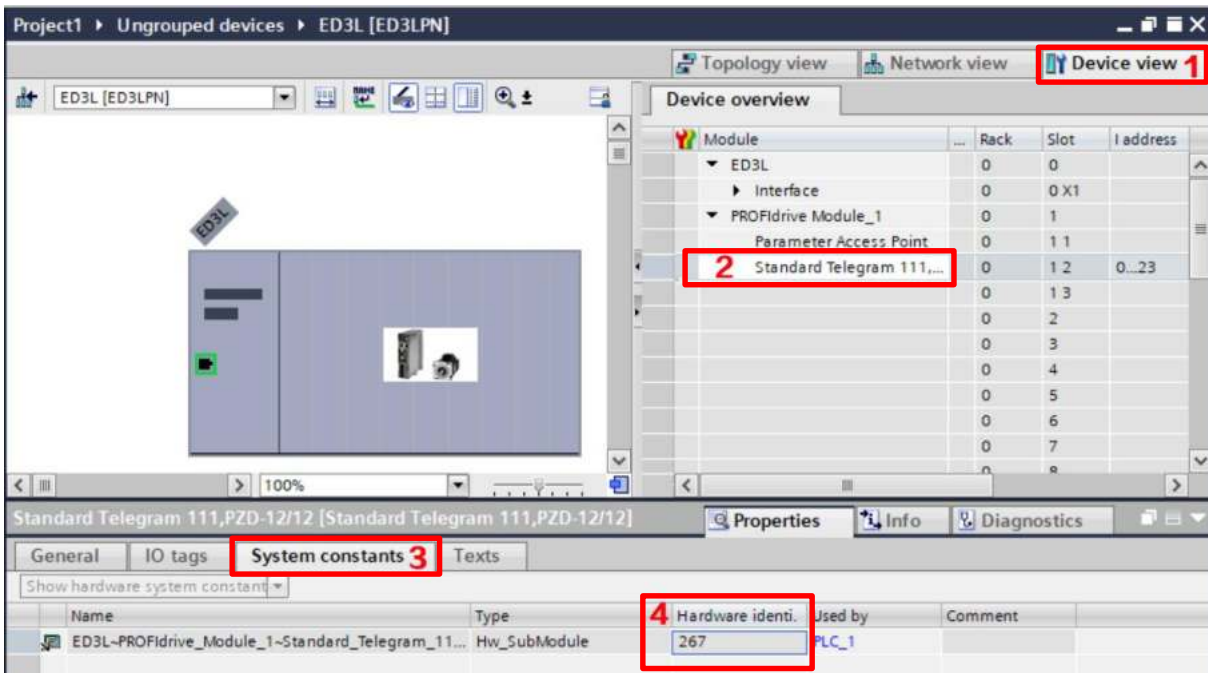 Project1 ▸ Ungrouped devices ▸ ED3L [ED3LPN]
Topology view Network view Device view 1
ED3L [ED3LPN]
Device overview
Module ... Rack Slot I address
ED3L 0 0
Interface 0 0 X1
PROFIdrive Module_1 0 1
Parameter Access Point 0 1 1
2 Standard Telegram 111,... 0 1 2 0...23
0 1 3
0 2
0 3
0 4
0 5
0 6
0 7
0 8
ED3L
100%
Standard Telegram 111,PZD-12/12 [Standard Telegram 111,PZD-12/12]
Properties Info Diagnostics
General IO tags System constants 3 Texts
Show hardware system constant
Name Type 4 Hardware identi. Used by Comment
ED3L~PROFIdrive_Module_1~Standard_Telegram_11... Hw_SubModule 267 PLC_1